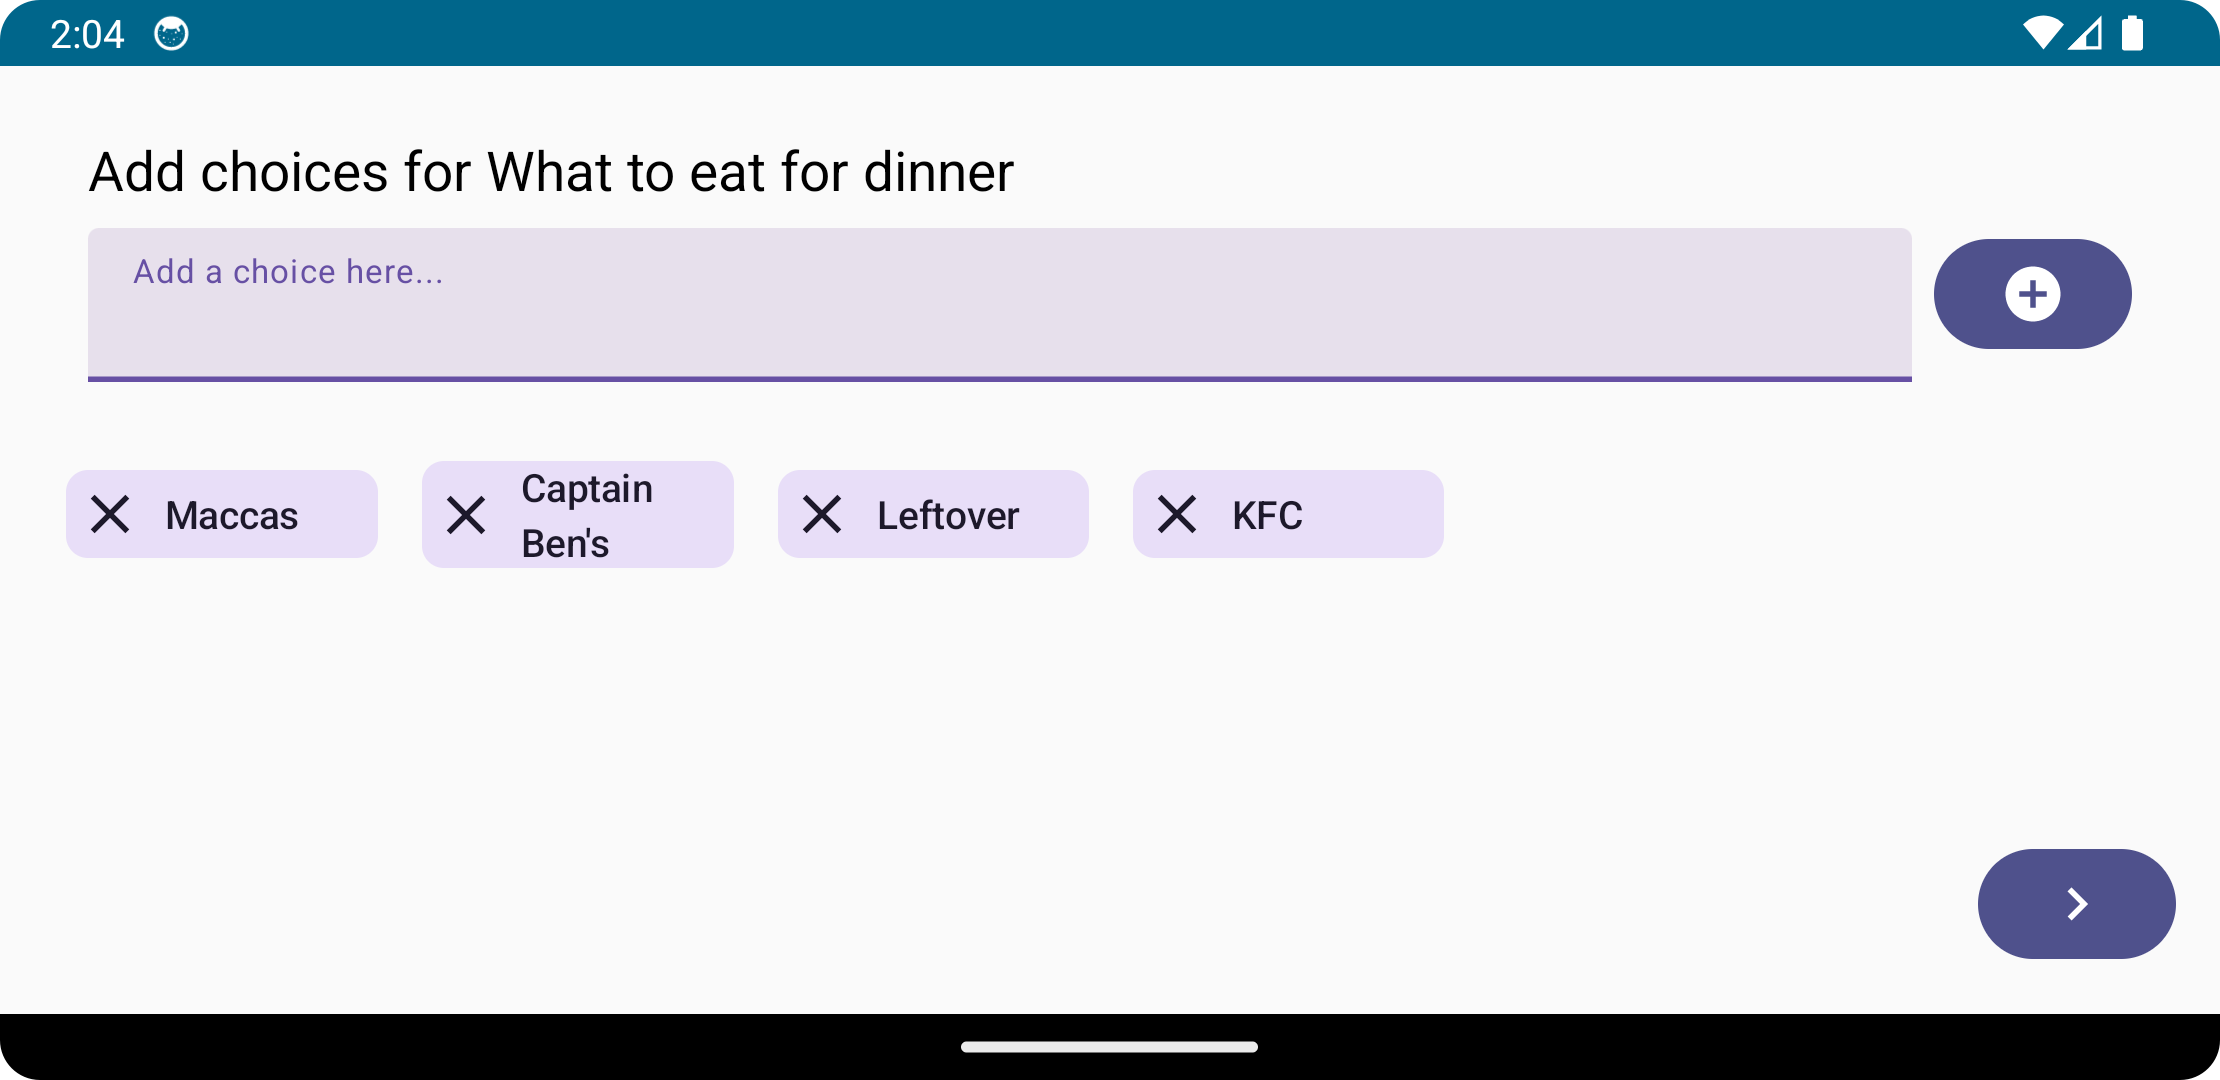 2:04
Add choices for What to eat for dinner
Add a choice here...
Maccas
Captain
Ben's
Leftover
KFC